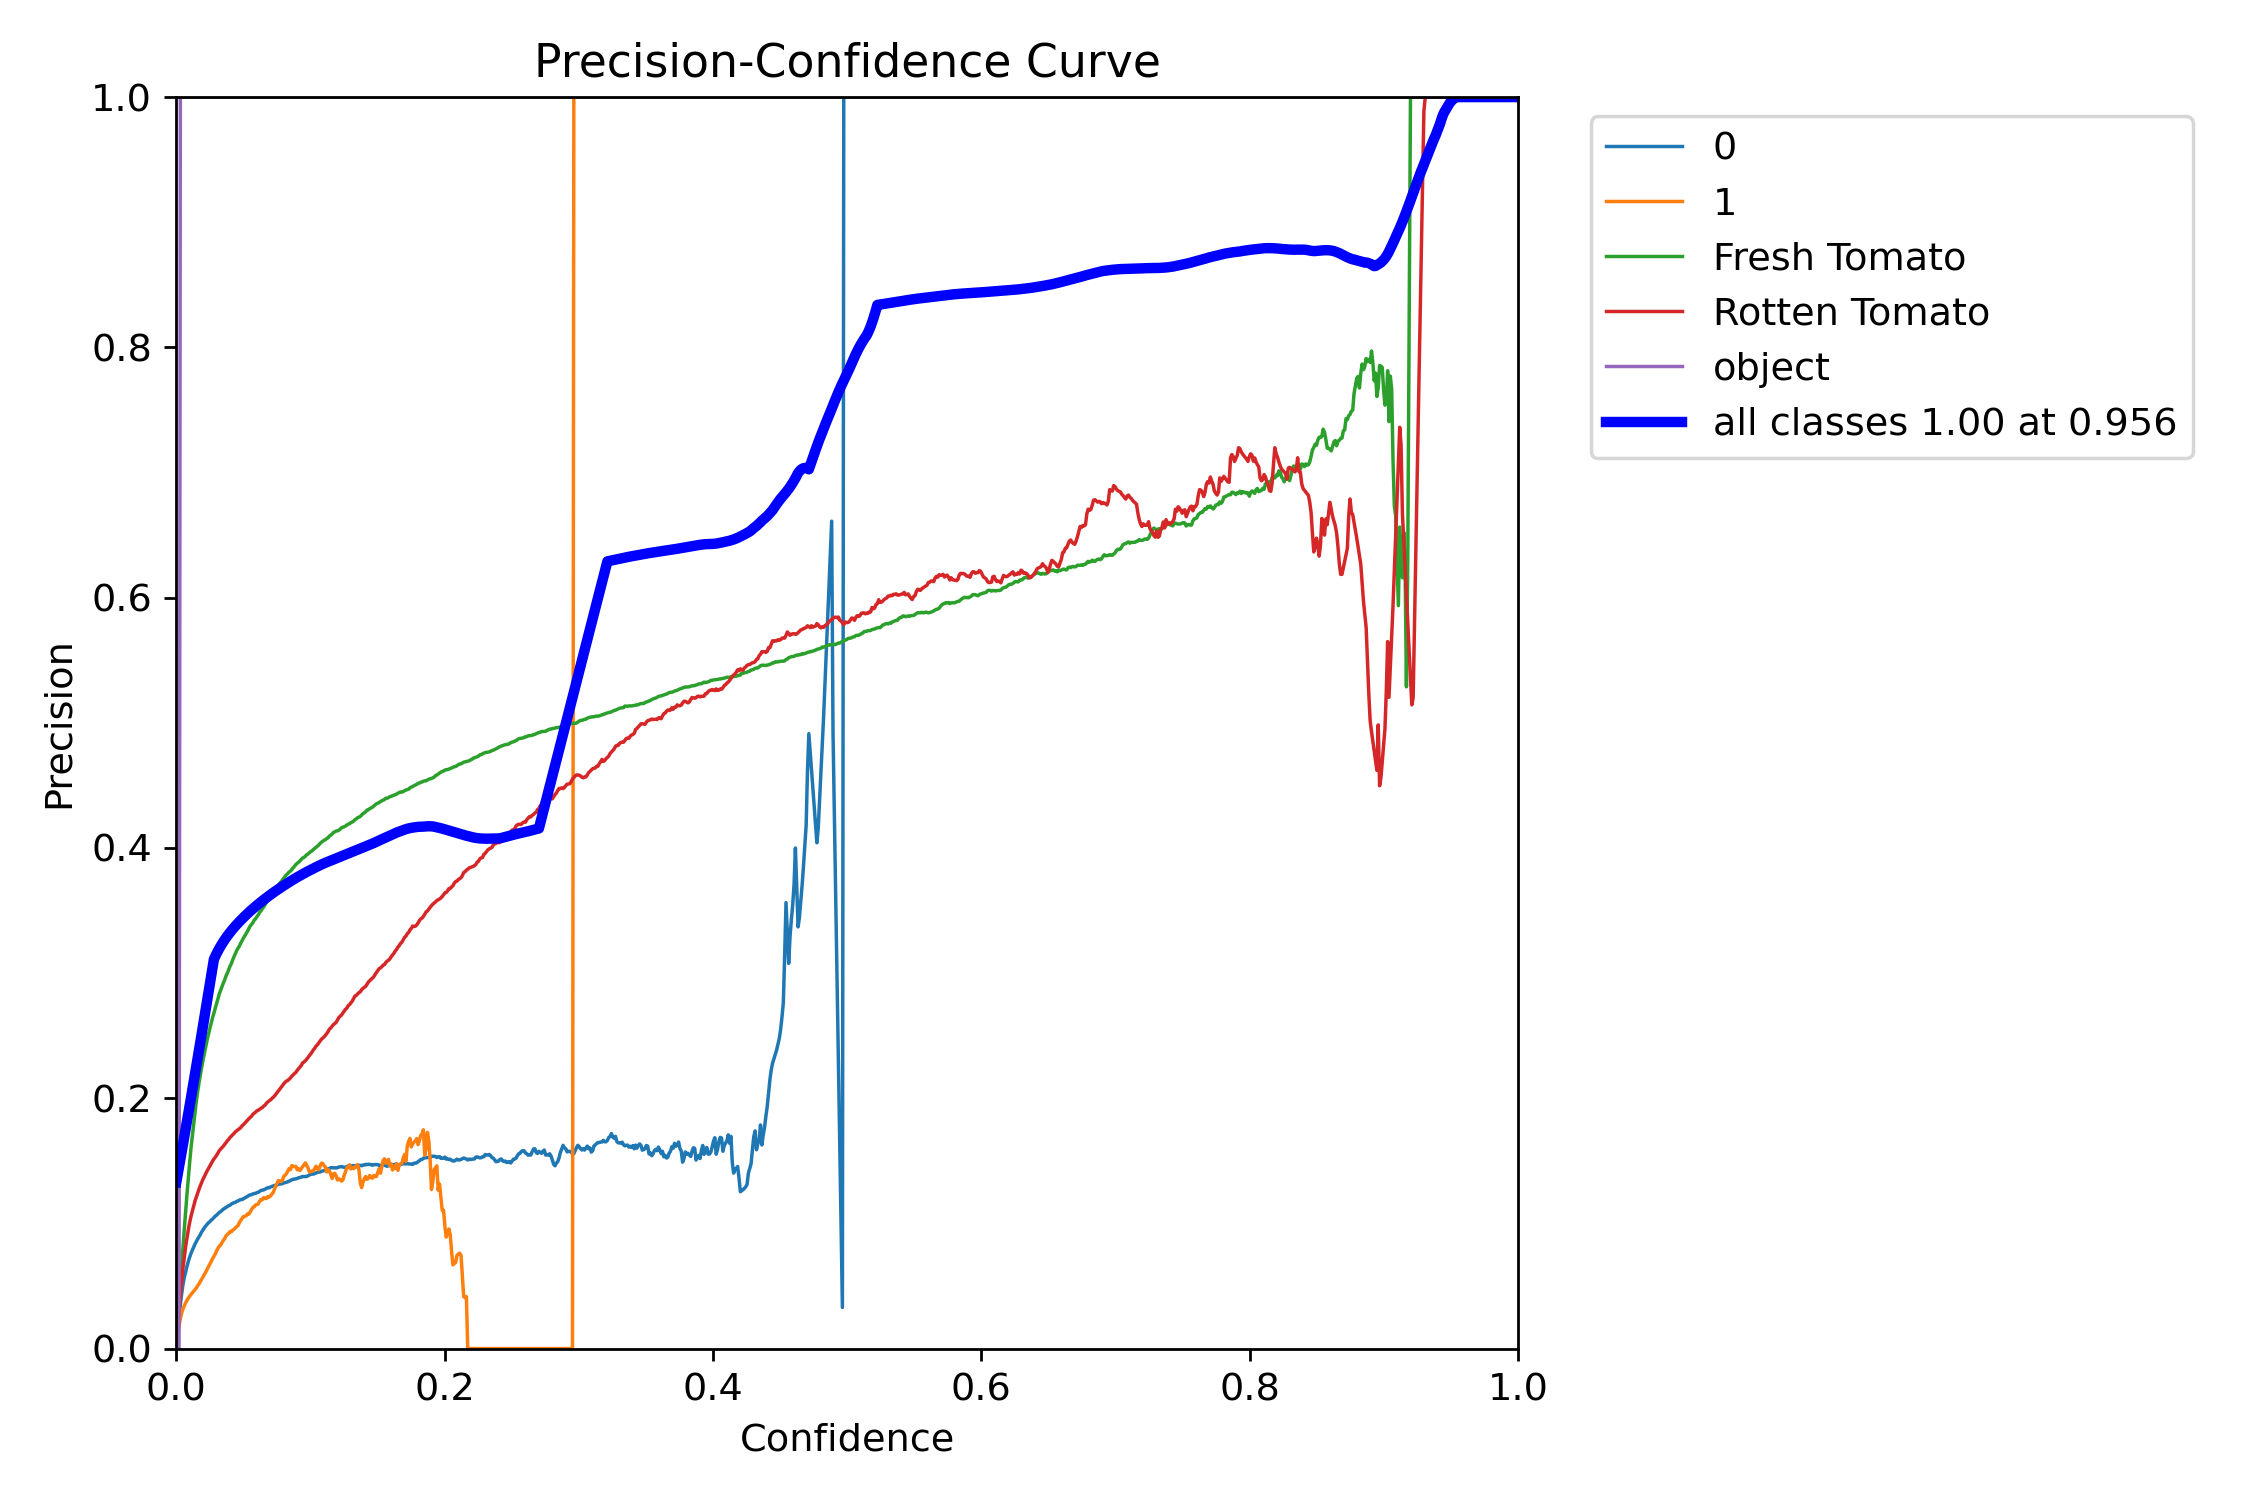 Precision-Confidence Curve
1.0
0.8
0.6
0.4
0.2
0.0
Precision
0.0 0.2 0.4 0.6 0.8 1.0
Confidence
0
1
Fresh Tomato
Rotten Tomato
object
all classes 1.00 at 0.956